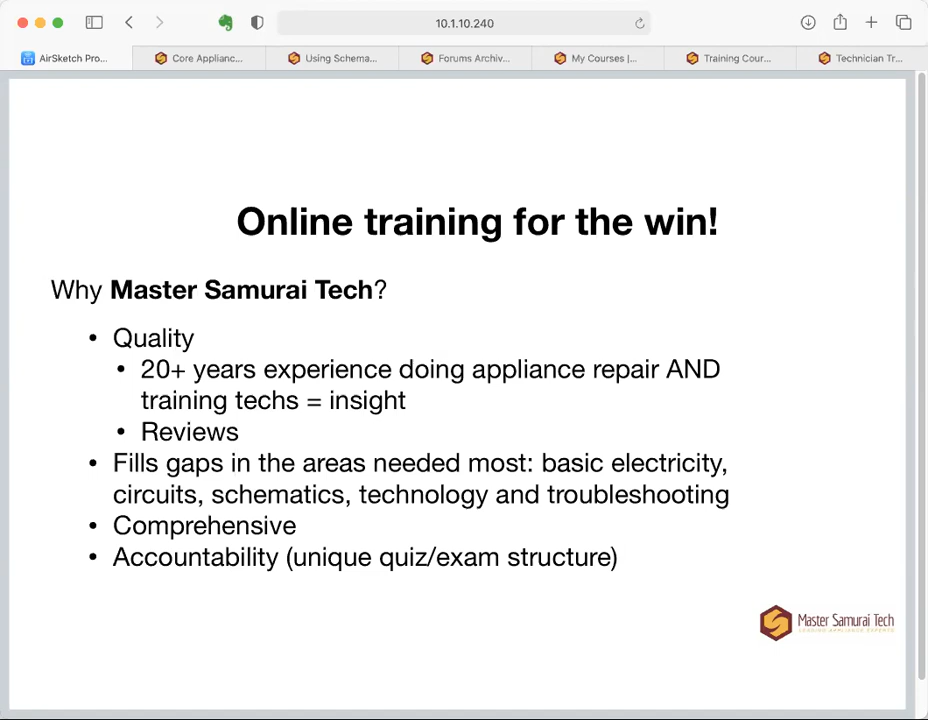 10.1.10.240
AirSketch Pro...
Core Applianc...
Using Schema...
Forums Archiv...
My Courses |...
Training Cour...
Technician Tr...
Online training for the win!
Why Master Samurai Tech?
• Quality
• 20+ years experience doing appliance repair AND
training techs = insight
• Reviews
• Fills gaps in the areas needed most: basic electricity,
circuits, schematics, technology and troubleshooting
• Comprehensive
• Accountability (unique quiz/exam structure)
Master Samurai Tech